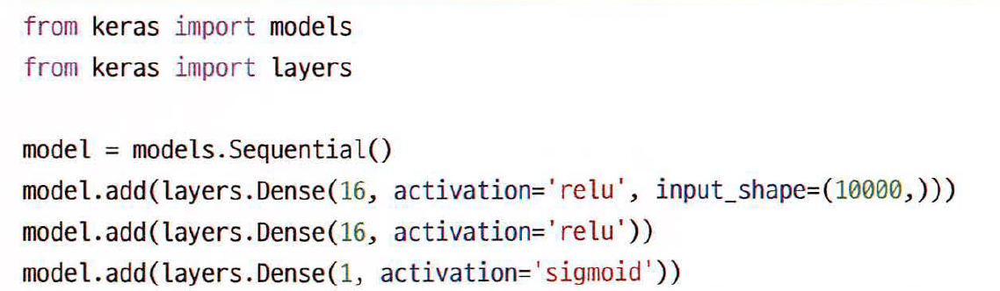 from keras import models
from keras import layers
model = models.Sequential()
model.add(layers.Dense(16, activation='relu', input_shape=(10000,)))
model.add(layers.Dense(16, activation='relu'))
model.add(layers.Dense(1, activation='sigmoid'))